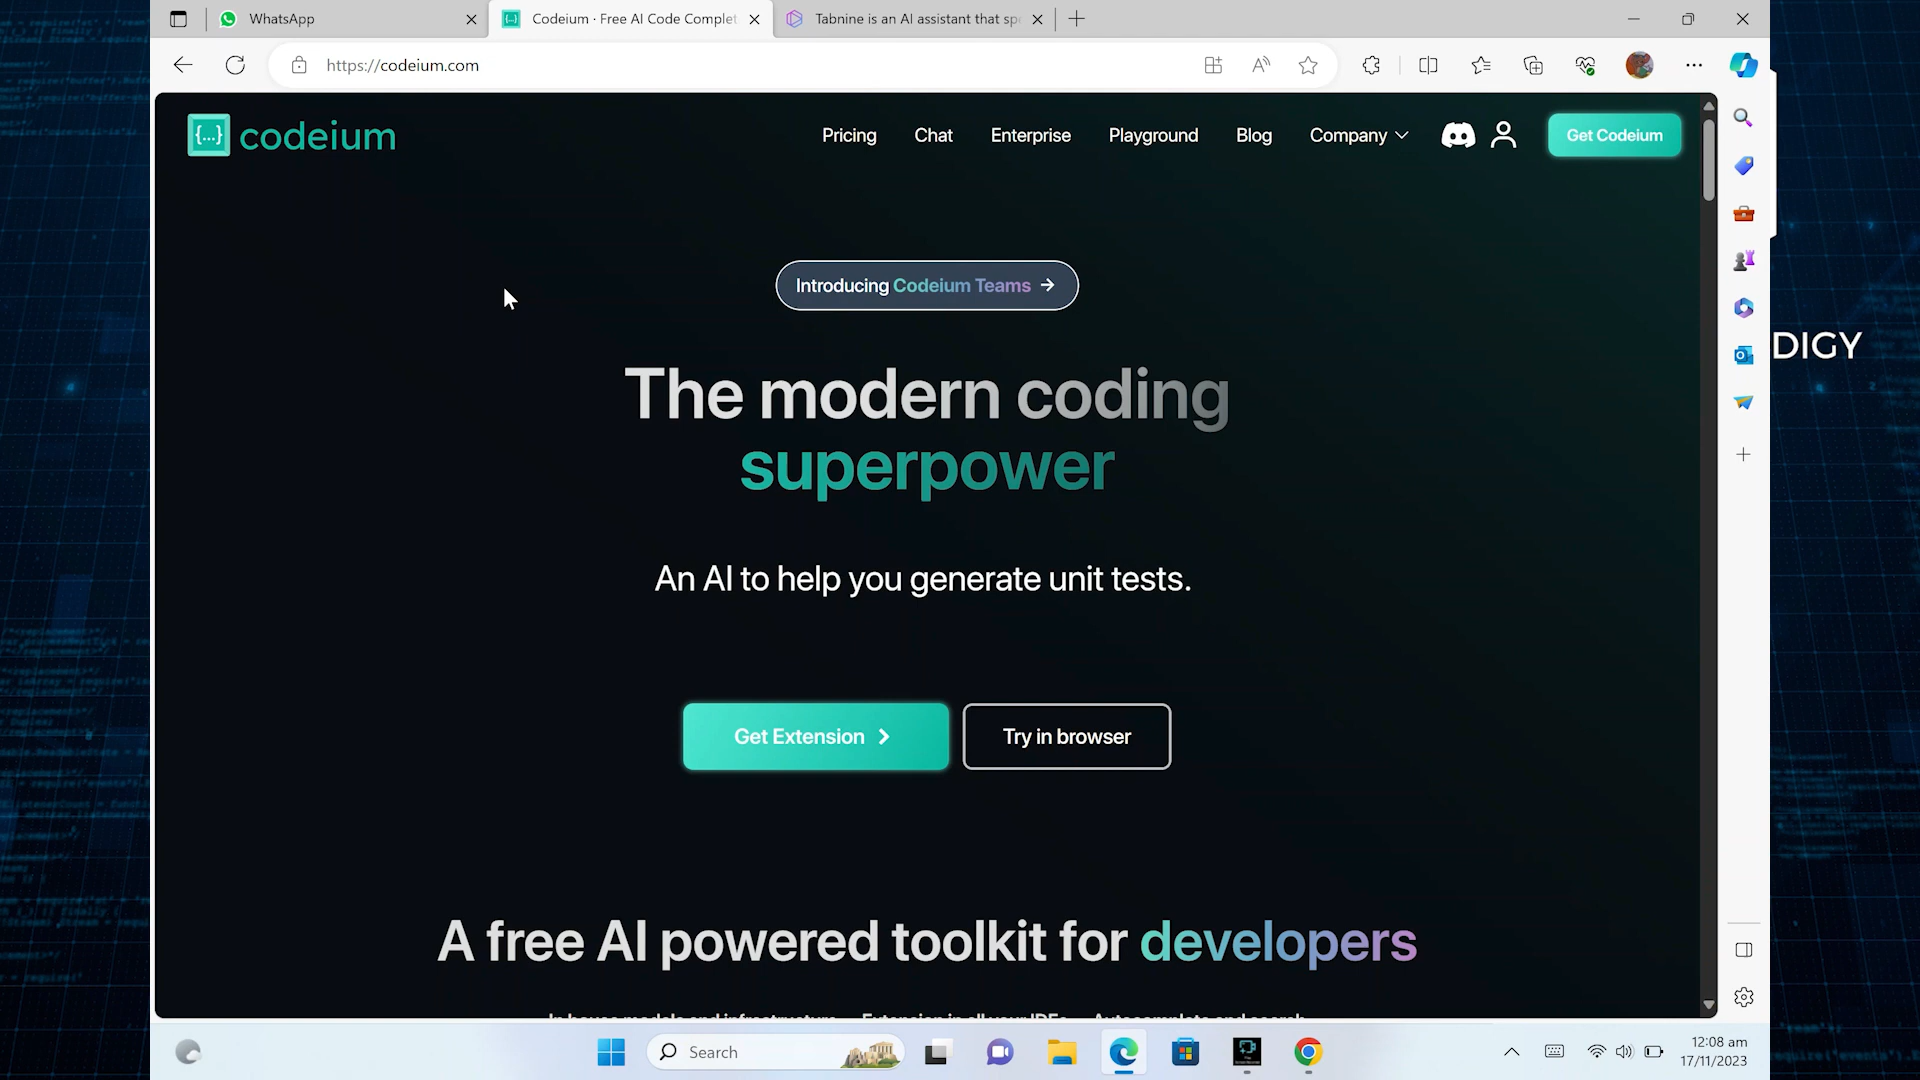 WhatsApp
Codeium · Free AI Code Complet
Tabnine is an AI assistant that sp
https://codeium.com
{...} codeium
Pricing
Chat
Enterprise
Playground
Blog
Company
Get Codeium
Introducing Codeium Teams →
The modern coding
superpower
An AI to help you generate unit tests.
Get Extension
Try in browser
A free AI powered toolkit for developers
DIGY
Search
12:08 am
17/11/2023